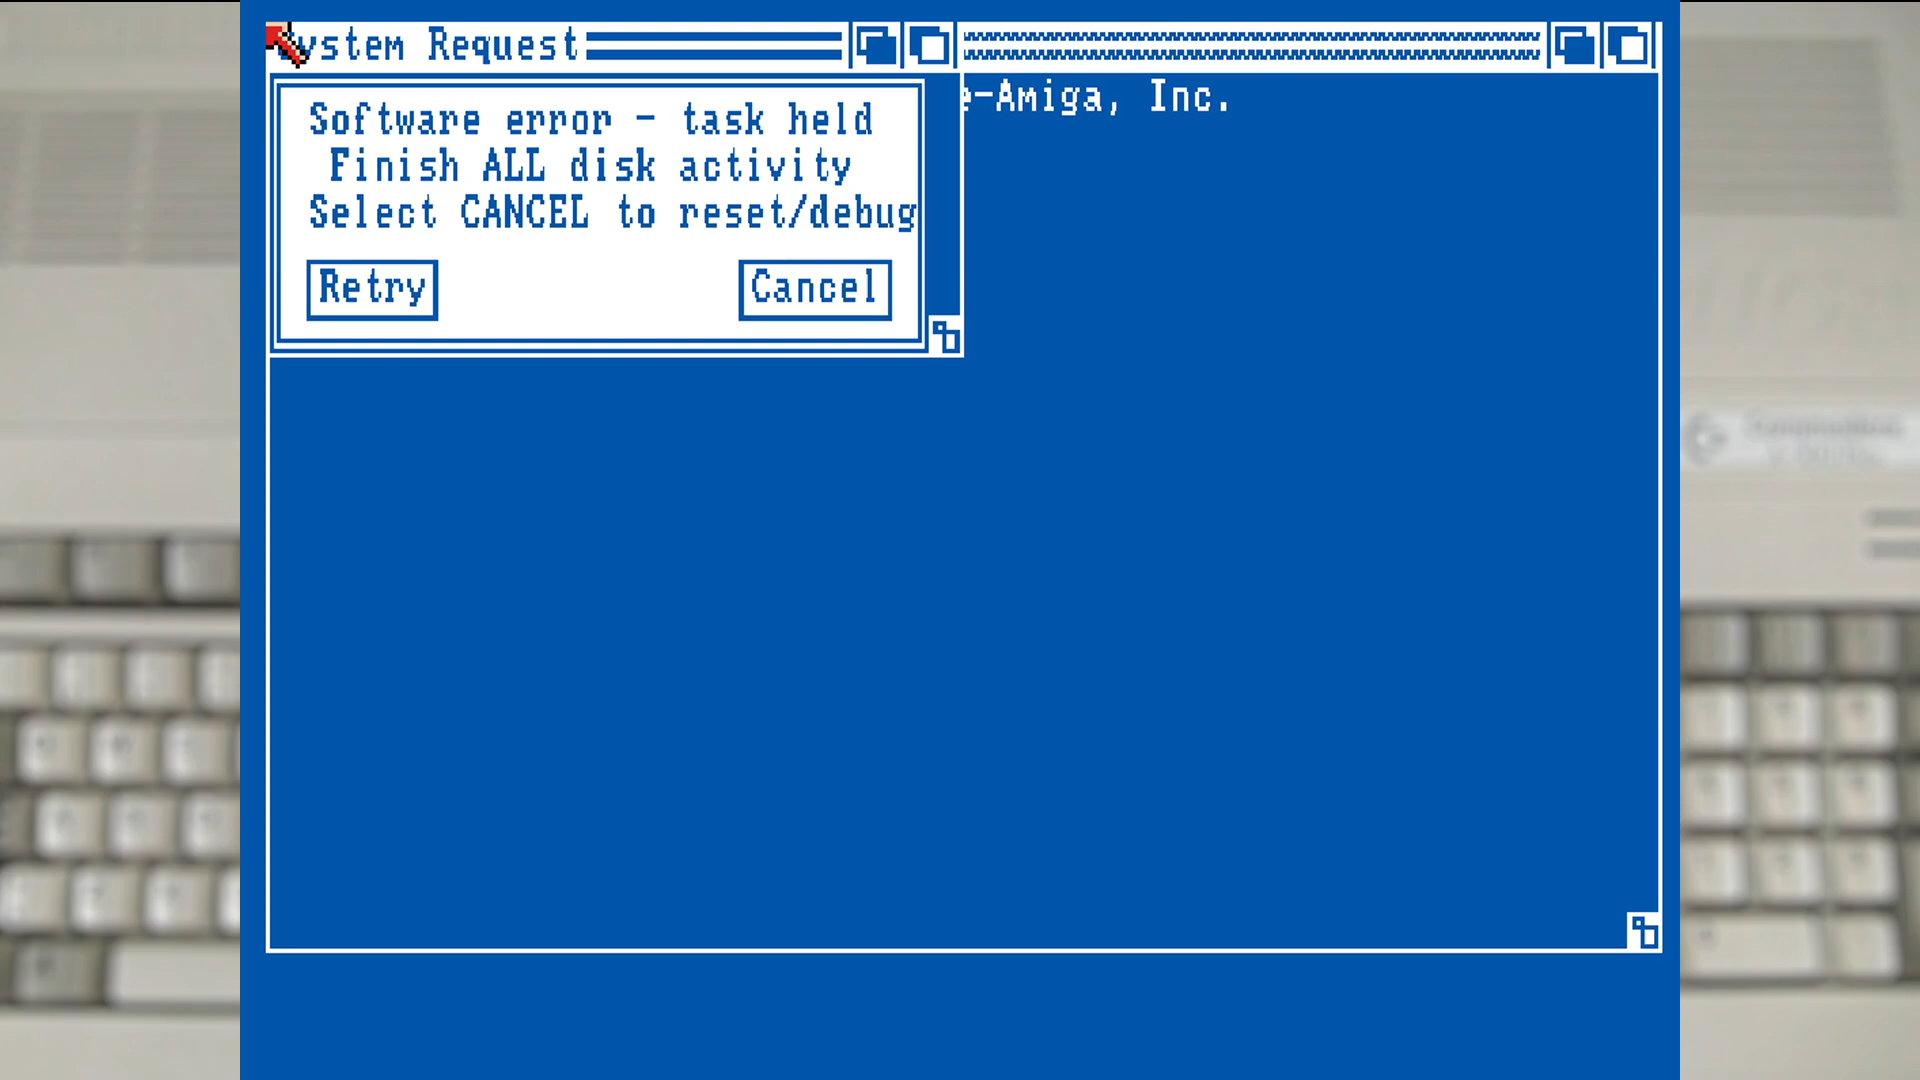 ystem Request
-Amiga, Inc.
Software error - task held
Finish ALL disk activity
Select CANCEL to reset/debug
Retry
Cancel